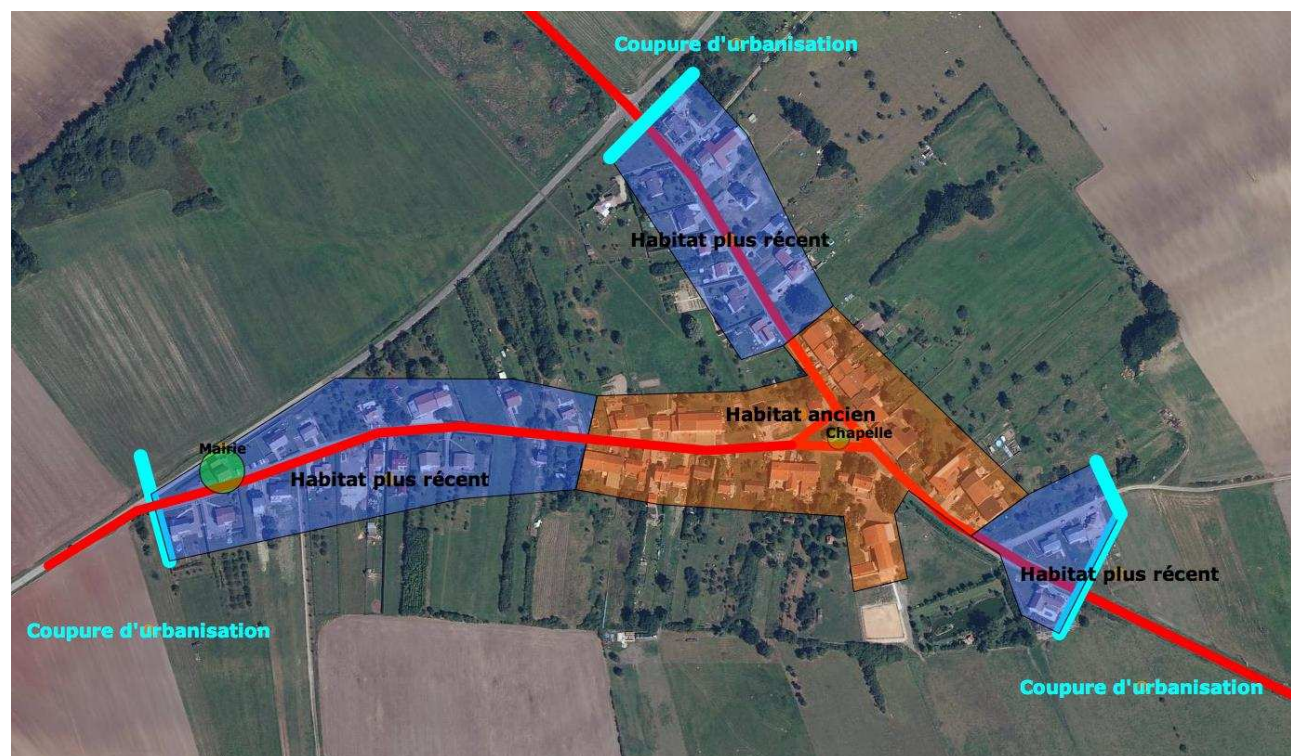 Coupure d'urbanisation
Habitat plus récent
Habitat ancien
Chapelle
Mairie
Habitat plus récent
Habitat plus récent
Coupure d'urbanisation
Coupure d'urbanisation